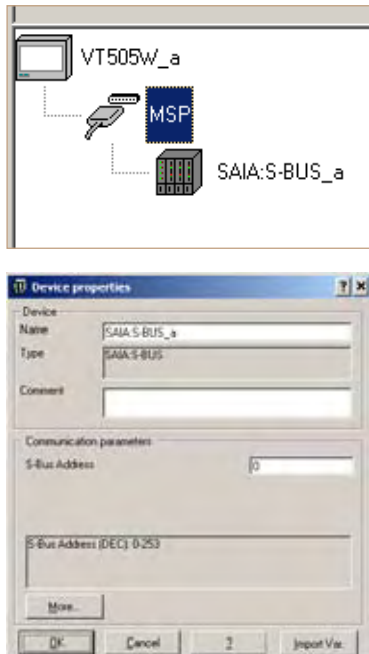 VT505W_a
MSP
SAIA:S-BUS_a
Device properties
Device
Name
SAIA:S-BUS_a
Type
SAIA:S-BUS
Comment
Communication parameters
S-Bus Address
0
S-Bus Address (DEC): 0-253
More...
OK
Cancel
?
Import Var.